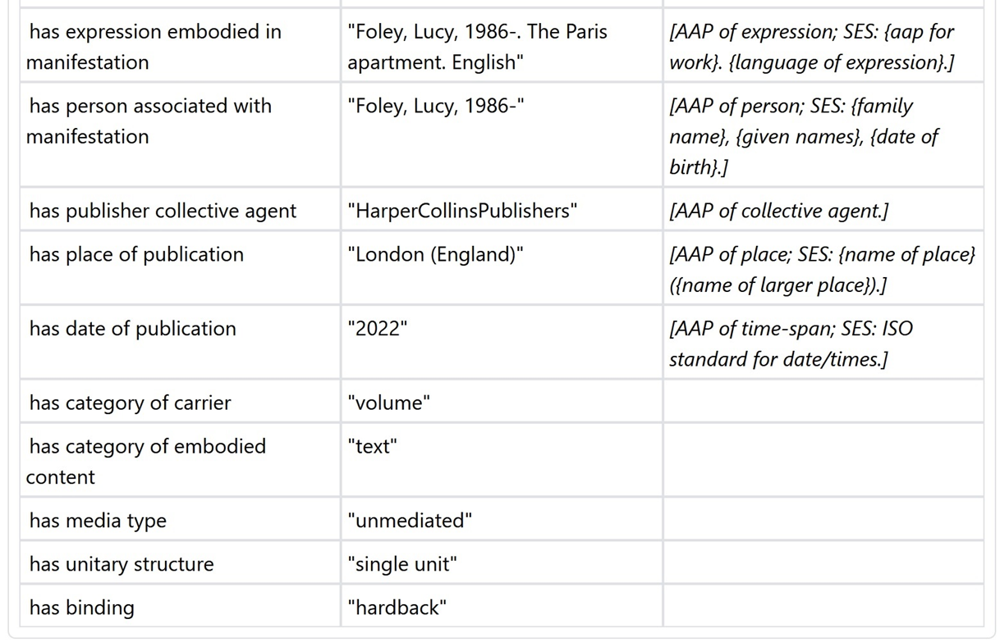 has expression embodied in
manifestation
"Foley, Lucy, 1986-. The Paris
apartment. English"
[AAP of expression; SES: {aap for
work}. {language of expression}.]
has person associated with
manifestation
"Foley, Lucy, 1986-"
[AAP of person; SES: {family
name}, {given names}, {date of
birth}.]
has publisher collective agent
"HarperCollinsPublishers"
[AAP of collective agent.]
has place of publication
"London (England)"
[AAP of place; SES: {name of place}
({name of larger place}).]
has date of publication
"2022"
[AAP of time-span; SES: ISO
standard for date/times.]
has category of carrier
"volume"
has category of embodied
content
"text"
has media type
"unmediated"
has unitary structure
"single unit"
has binding
"hardback"